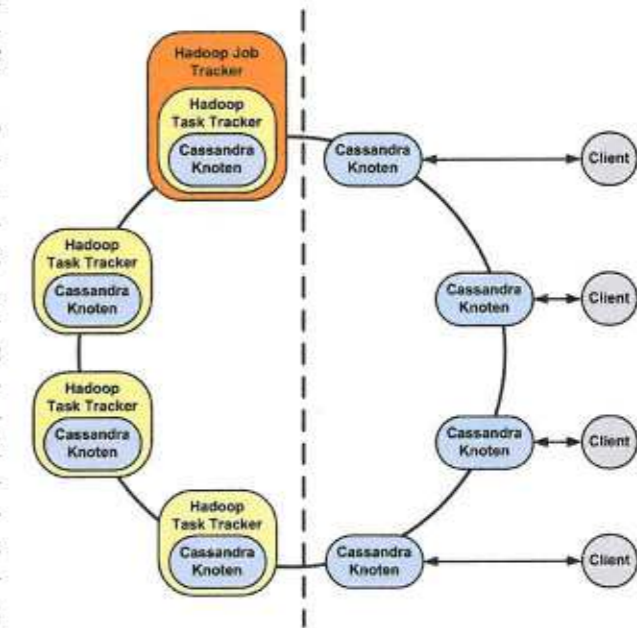 Hadoop Job
Tracker
Hadoop
Task Tracker
Cassandra
Knoten
Cassandra
Knoten
Client
Hadoop
Task Tracker
Cassandra
Knoten
Cassandra
Knoten
Client
Hadoop
Task Tracker
Cassandra
Knoten
Cassandra
Knoten
Client
Hadoop
Task Tracker
Cassandra
Knoten
Cassandra
Knoten
Client